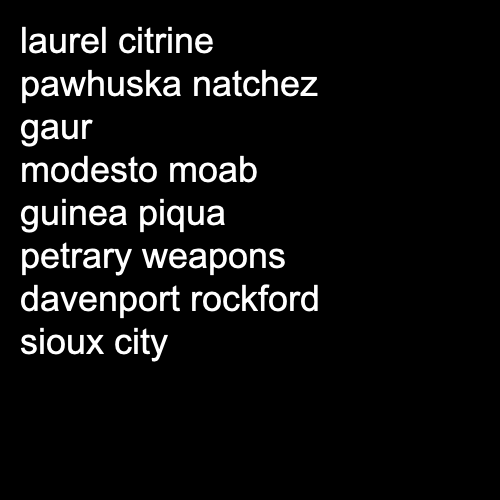 laurel citrine
pawhuska natchez
gaur
modesto moab
guinea piqua
petrary weapons
davenport rockford
sioux city